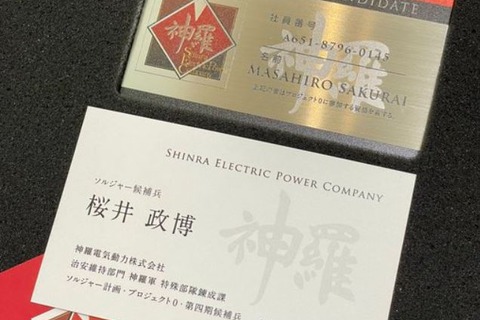 CANDIDATE
神羅
社員番号
A651-8796-0145
名前
MASAHIRO SAKURAI
神羅
SHINRA ELECTRIC POWER COMPANY
ソルジャー候補兵
桜井 政博
神羅
神羅電気動力株式会社
治安維持部門 神羅軍 特殊部隊錬成課
ソルジャー計画・プロジェクト0・第四期候補兵